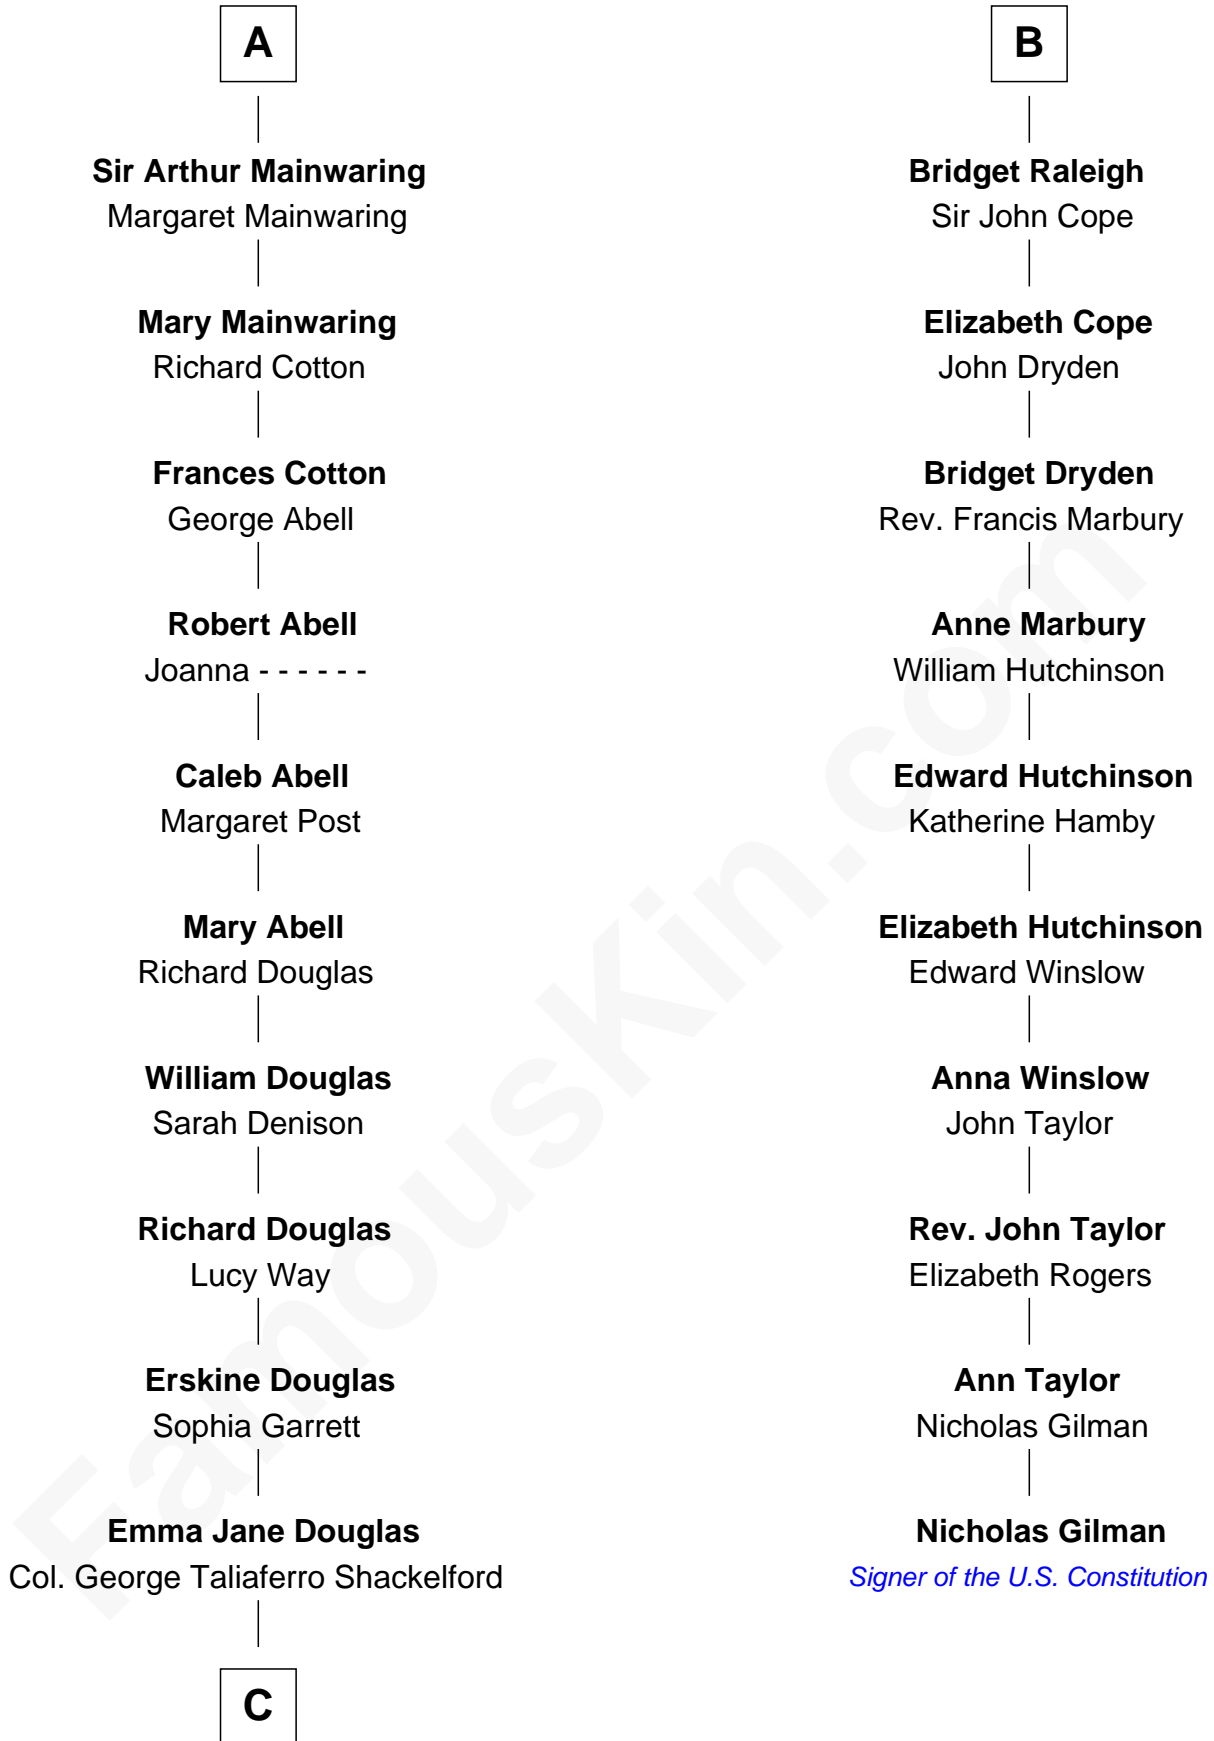 A
Sir Arthur Mainwaring
Margaret Mainwaring
Mary Mainwaring
Richard Cotton
Frances Cotton
George Abell
Robert Abell
Joanna - - - - - -
Caleb Abell
Margaret Post
Mary Abell
Richard Douglas
William Douglas
Sarah Denison
Richard Douglas
Lucy Way
Erskine Douglas
Sophia Garrett
Emma Jane Douglas
Col. George Taliaferro Shackelford
C
B
Bridget Raleigh
Sir John Cope
Elizabeth Cope
John Dryden
Bridget Dryden
Rev. Francis Marbury
Anne Marbury
William Hutchinson
Edward Hutchinson
Katherine Hamby
Elizabeth Hutchinson
Edward Winslow
Anna Winslow
John Taylor
Rev. John Taylor
Elizabeth Rogers
Ann Taylor
Nicholas Gilman
Nicholas Gilman
Signer of the U.S. Constitution
FamousKin.com